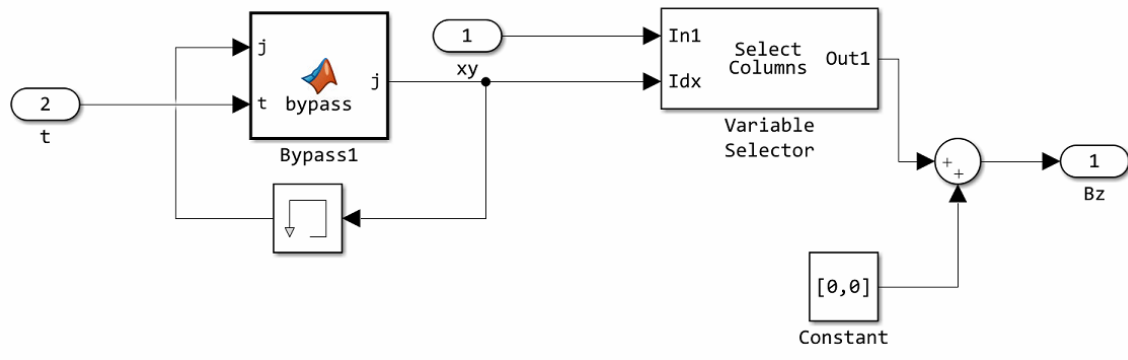 2
t
j
t
bypass
j
Bypass1
1
xy
In1
Idx
Select
Columns
Out1
Variable
Selector
+
+
1
Bz
[0,0]
Constant